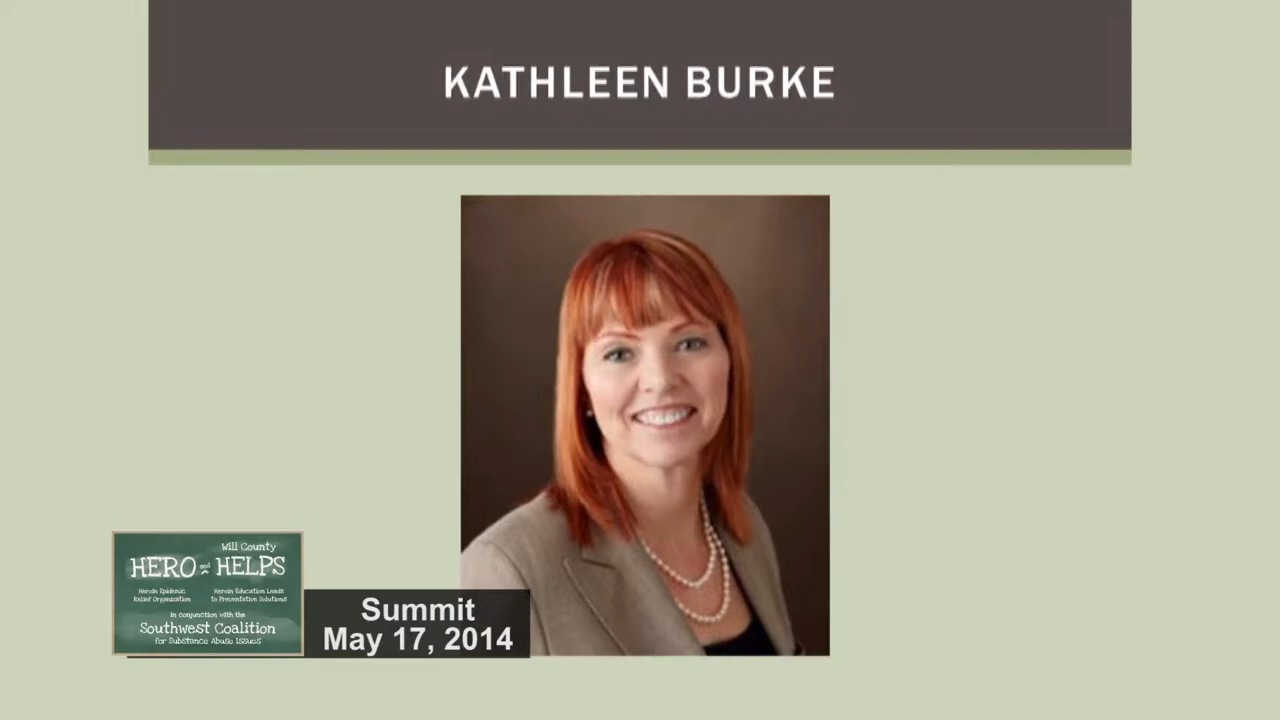 KATHLEEN BURKE
Will County
HERO and HELPS
Heroin Epidemic
Relief Organization
Heroin Education Leads
to Preventative Solutions
In conjunction with the
Southwest Coalition
for Substance Abuse Issues
Summit
May 17, 2014